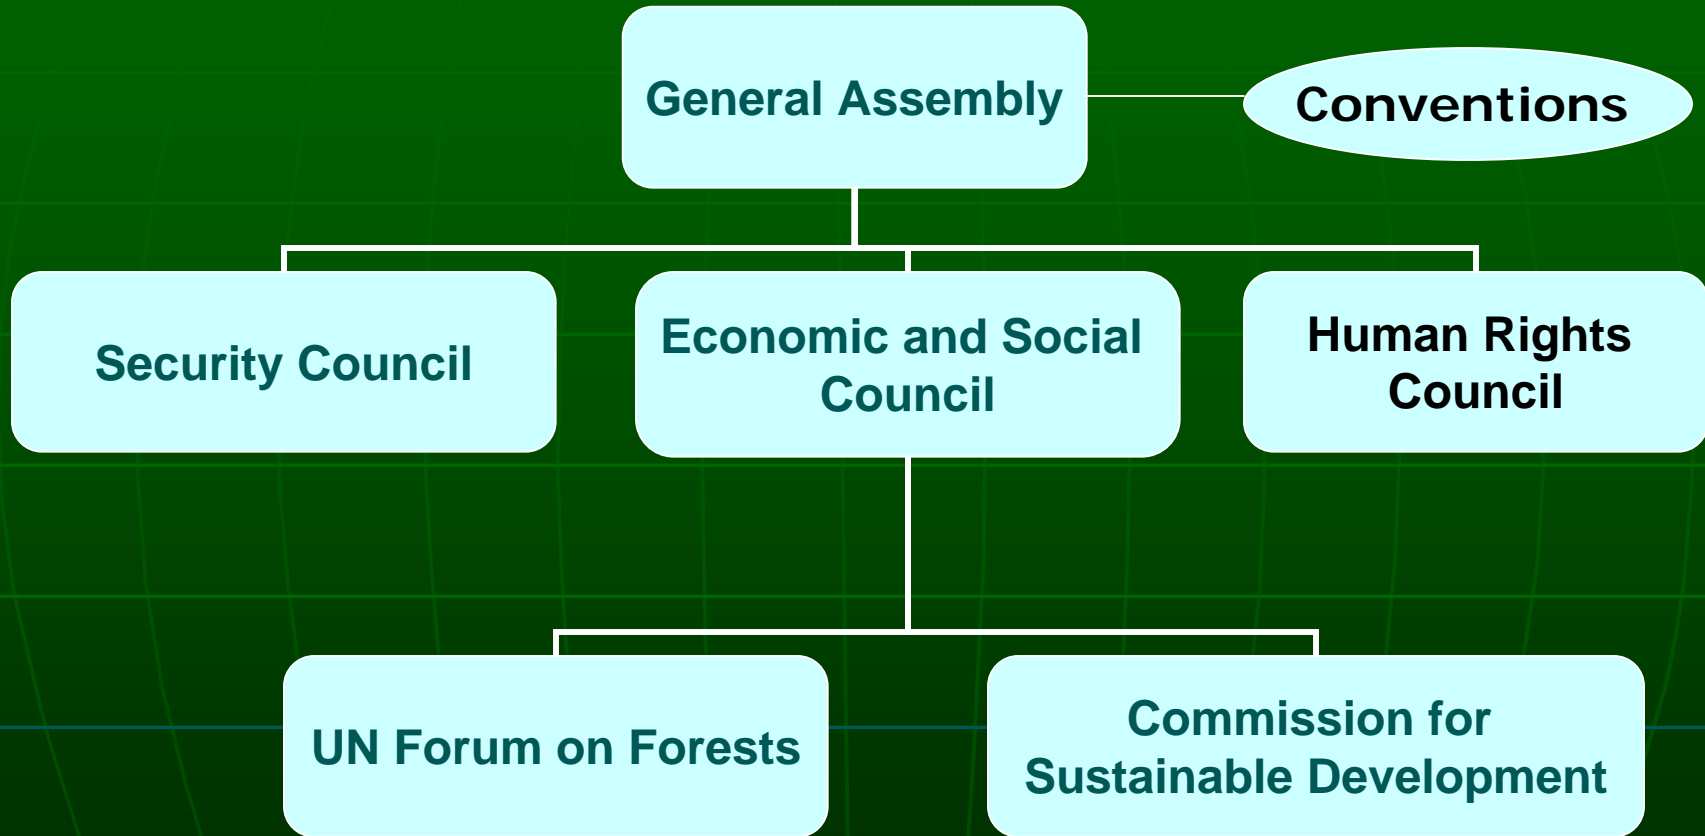 General Assembly
Conventions
Security Council
Economic and Social
Council
Human Rights
Council
UN Forum on Forests
Commission for
Sustainable Development